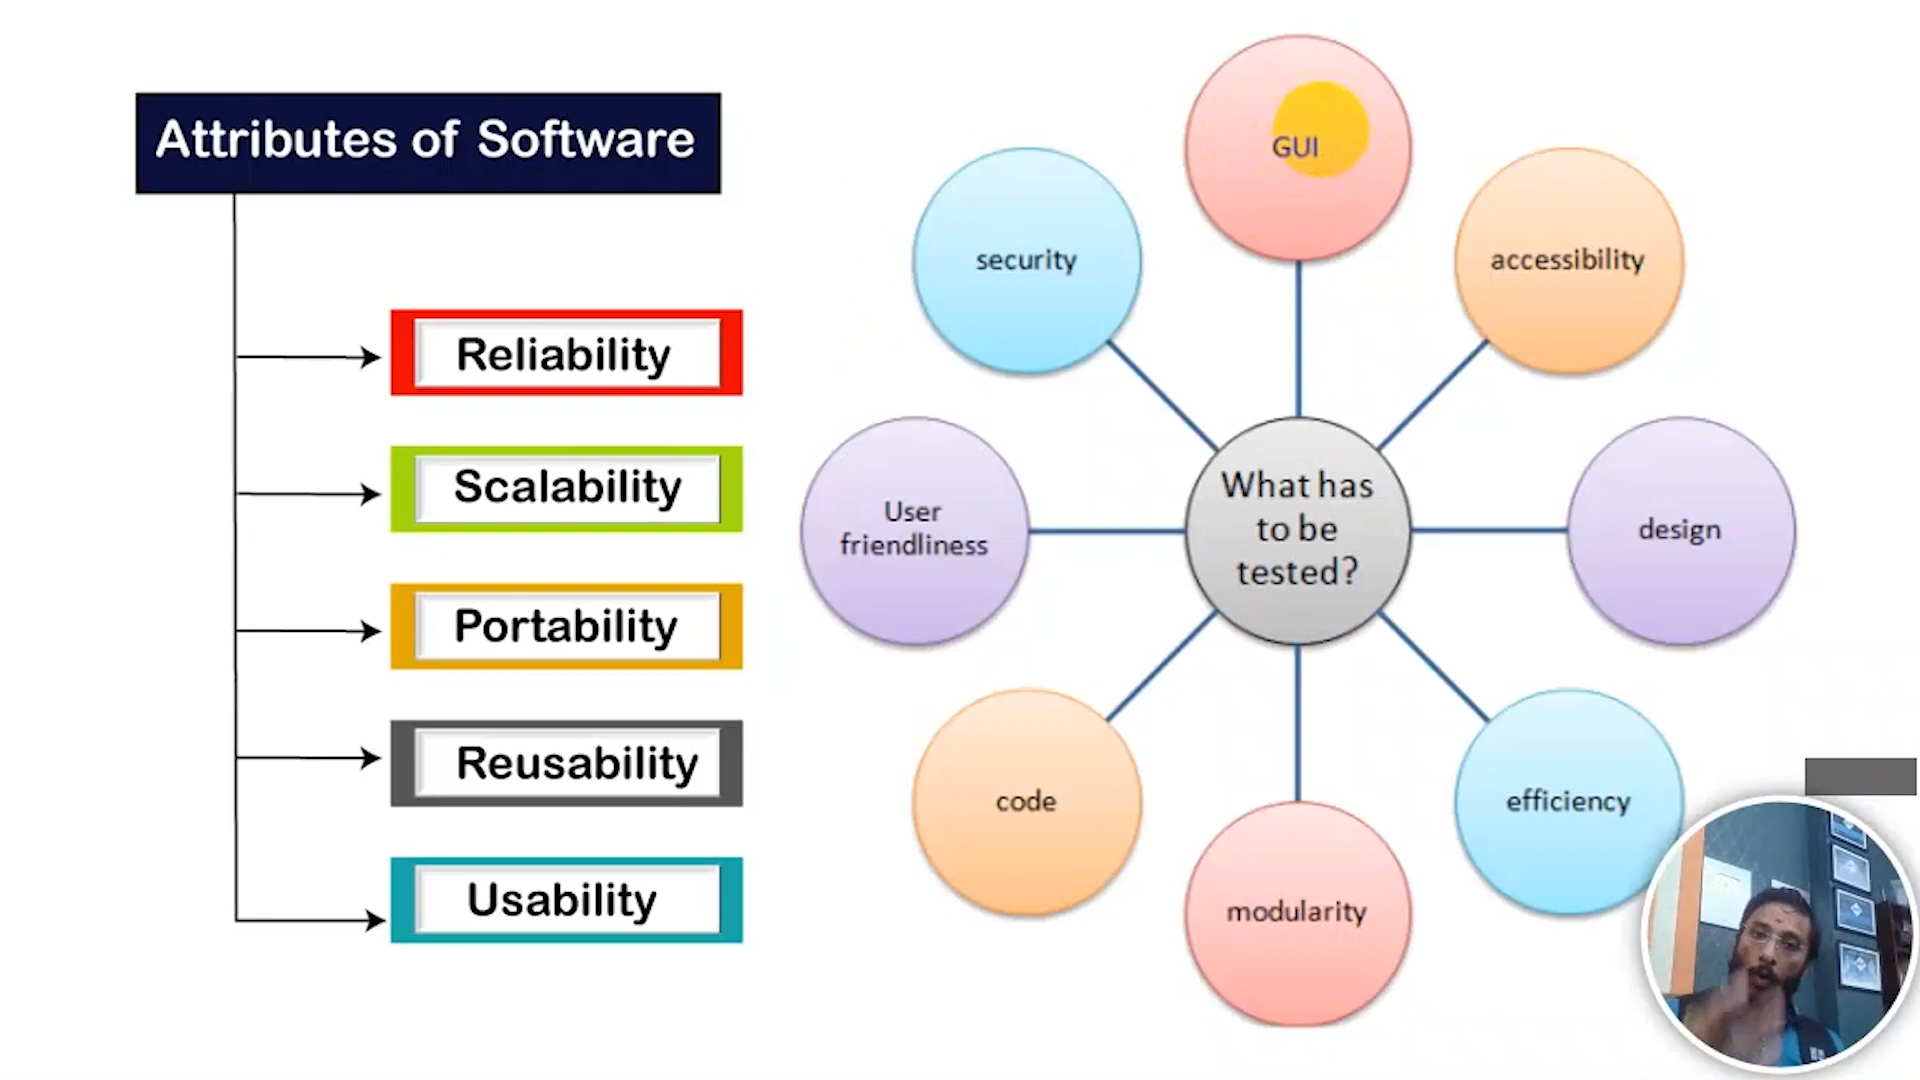 Attributes of Software
Reliability
Scalability
Portability
Reusability
Usability
GUI
security
accessibility
User
friendliness
What has
to be
tested?
design
code
efficiency
modularity